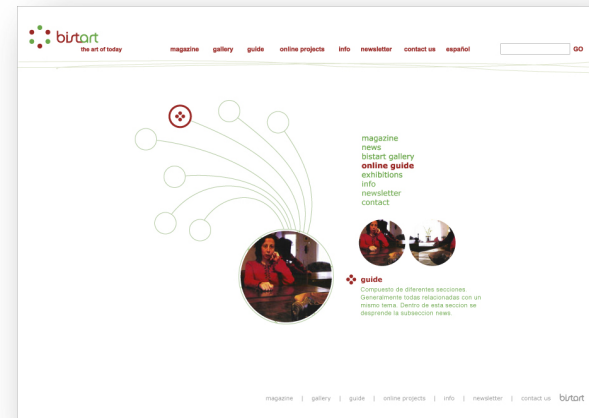 bistart
the art of today
magazine gallery guide online projects info newsletter contact us español GO
magazine
news
bistart gallery
online guide
exhibitions
info
newsletter
contact
guide
Compuesto de diferentes secciones.
Generalmente todas relacionadas con un
mismo tema. Dentro de esta seccion se
desprende la subseccion news.
magazine | gallery | guide | online projects | info | newsletter | contact us bistart